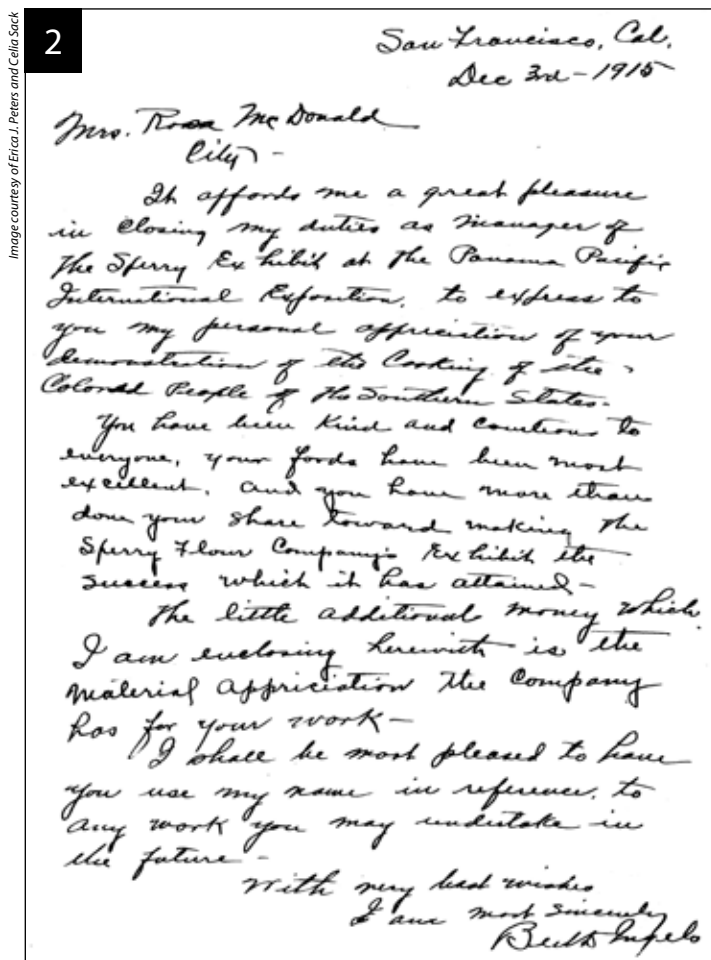 Image courtesy of Erica J. Peters and Celia Sack
2
San Francisco, Cal.
Dec 3rd - 1915
Mrs. Rosa McDonald
City -
It affords me a great pleasure
in closing my duties as manager of
the Sperry Exhibit at the Panama Pacific
International Exposition, to express to
you my personal appriciation of your
demonstration of the Cooking of the
Colored People of the Southern States.
You have been kind and courteous to
everyone, your foods have been most
excellent, and you have more than
done your share toward making the
Sperry Flour Company's Exhibit the
success which it has attained -
The little additional money which
I am enclosing herewith is the
material appriciation the Company
has for your work -
I shall be most pleased to have
you use my name in reference, to
any work you may undertake in
the future -
With very best wishes
I am most sincerely